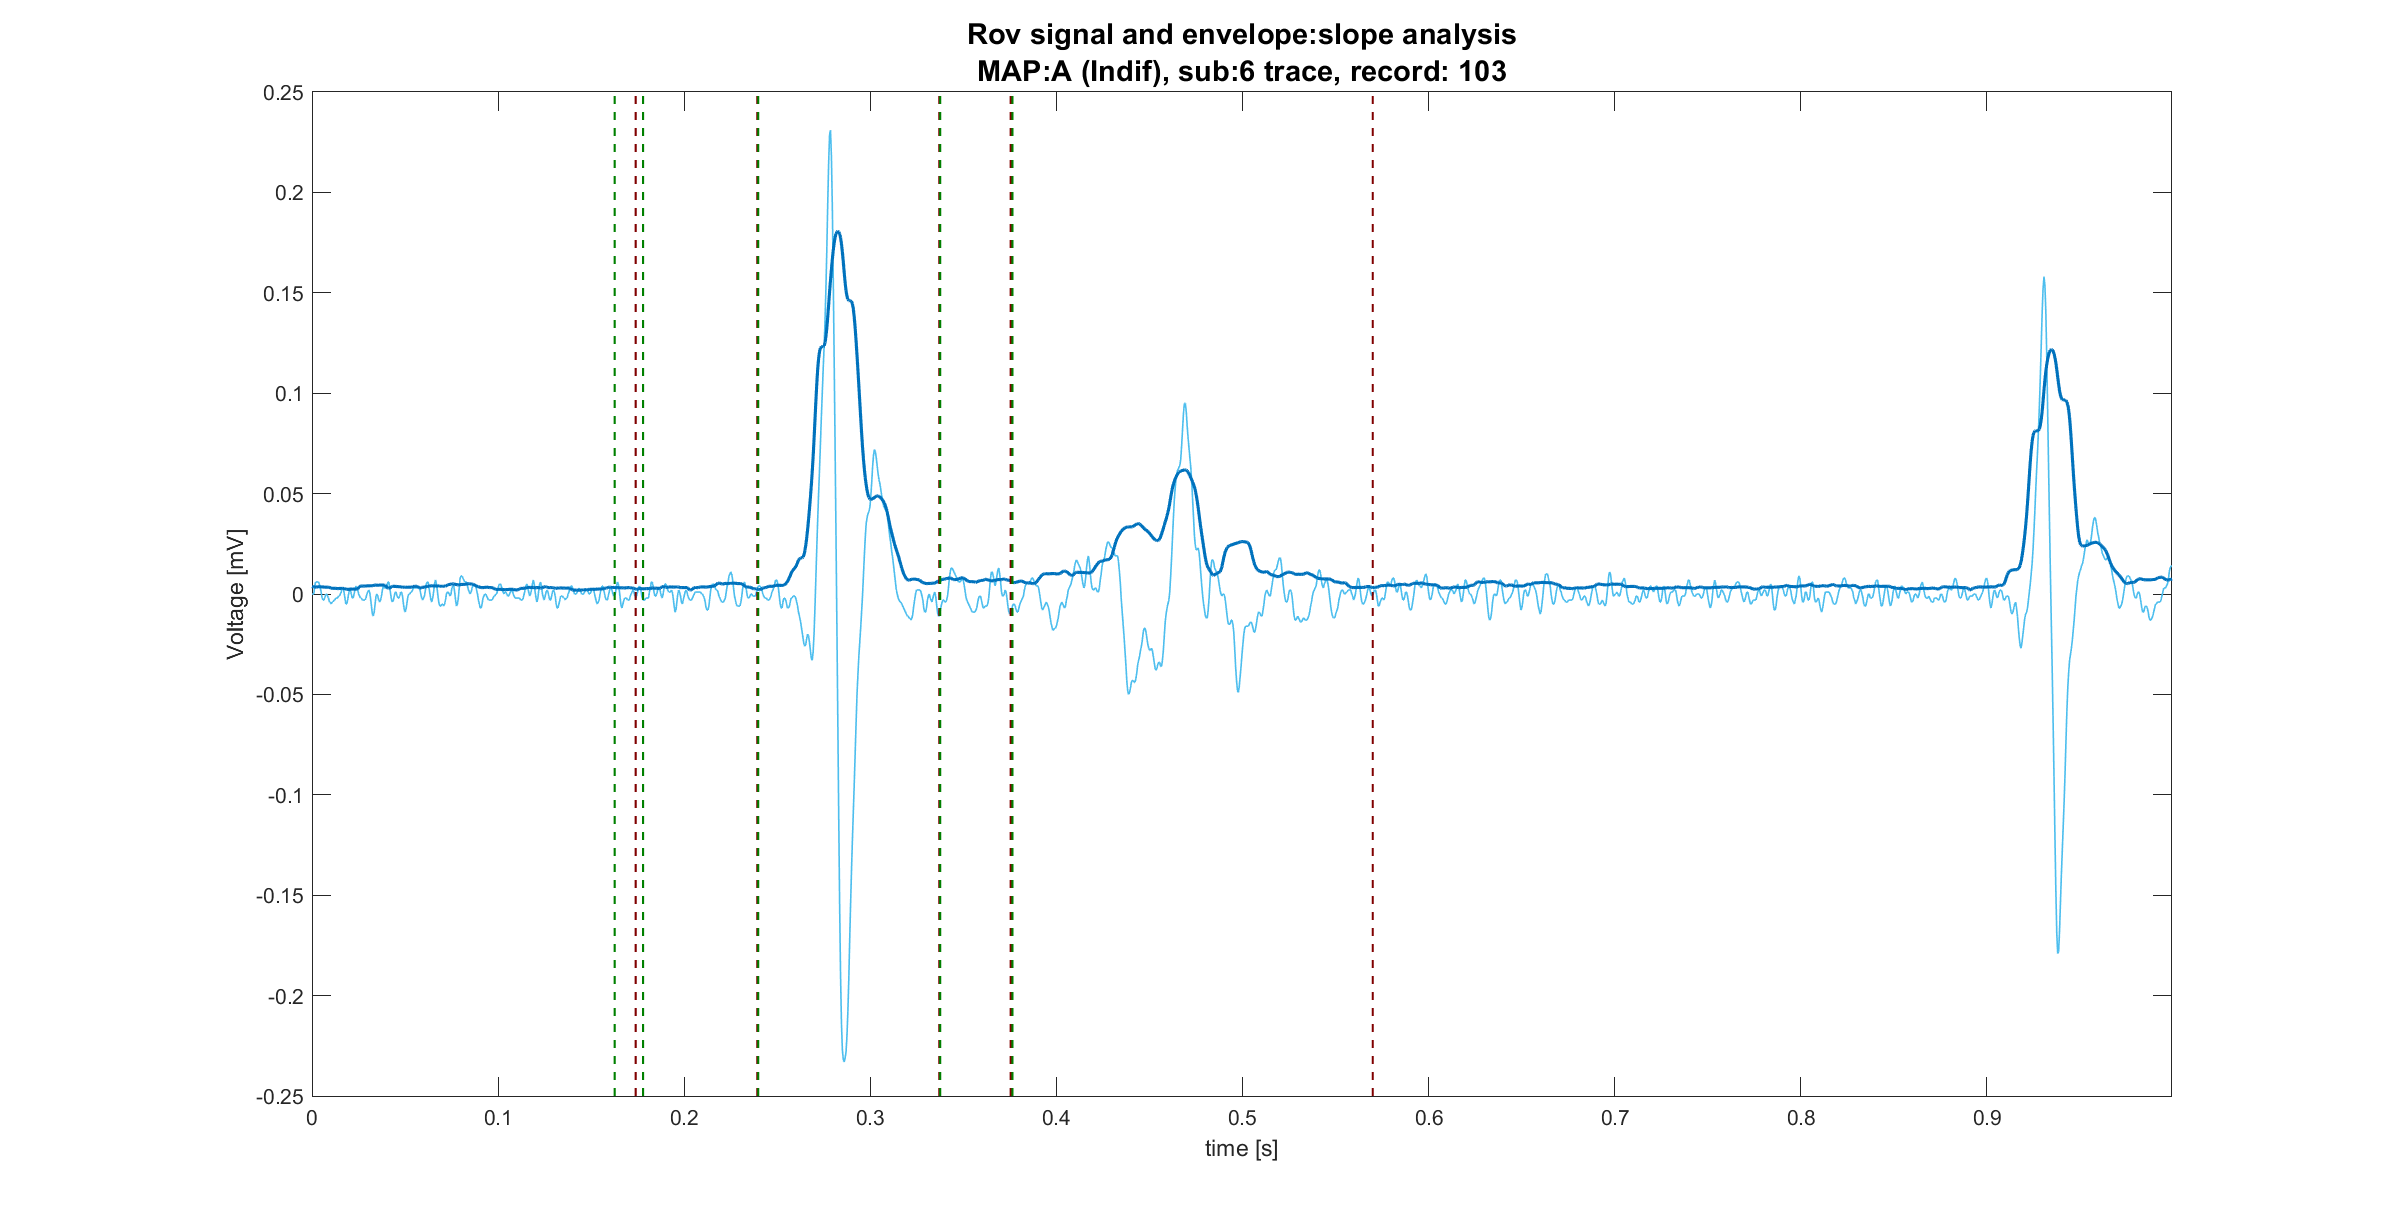 Rov signal and envelope:slope analysis
MAP:A (Indif), sub:6 trace, record: 103
0.25
0.2
0.15
0.1
0.05
0
-0.05
-0.1
-0.15
-0.2
-0.25
Voltage [mV]
0 0.1 0.2 0.3 0.4 0.5 0.6 0.7 0.8 0.9
time [s]